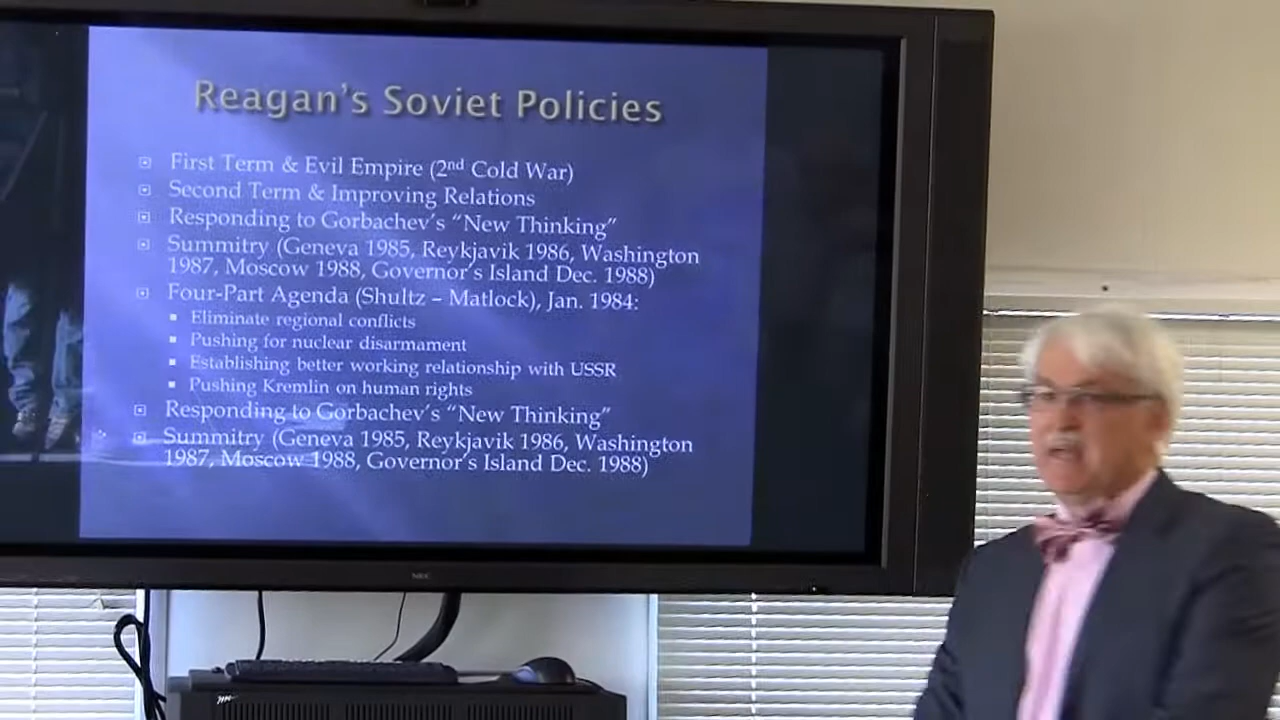 Reagan's Soviet Policies
First Term & Evil Empire (2nd Cold War)
Second Term & Improving Relations
Responding to Gorbachev's “New Thinking”
Summitry (Geneva 1985, Reykjavik 1986, Washington
1987, Moscow 1988, Governor's Island Dec. 1988)
Four-Part Agenda (Shultz – Matlock), Jan. 1984:
Eliminate regional conflicts
Pushing for nuclear disarmament
Establishing better working relationship with USSR
Pushing Kremlin on human rights
Responding to Gorbachev's “New Thinking”
Summitry (Geneva 1985, Reykjavik 1986, Washington
1987, Moscow 1988, Governor's Island Dec. 1988)
NEC